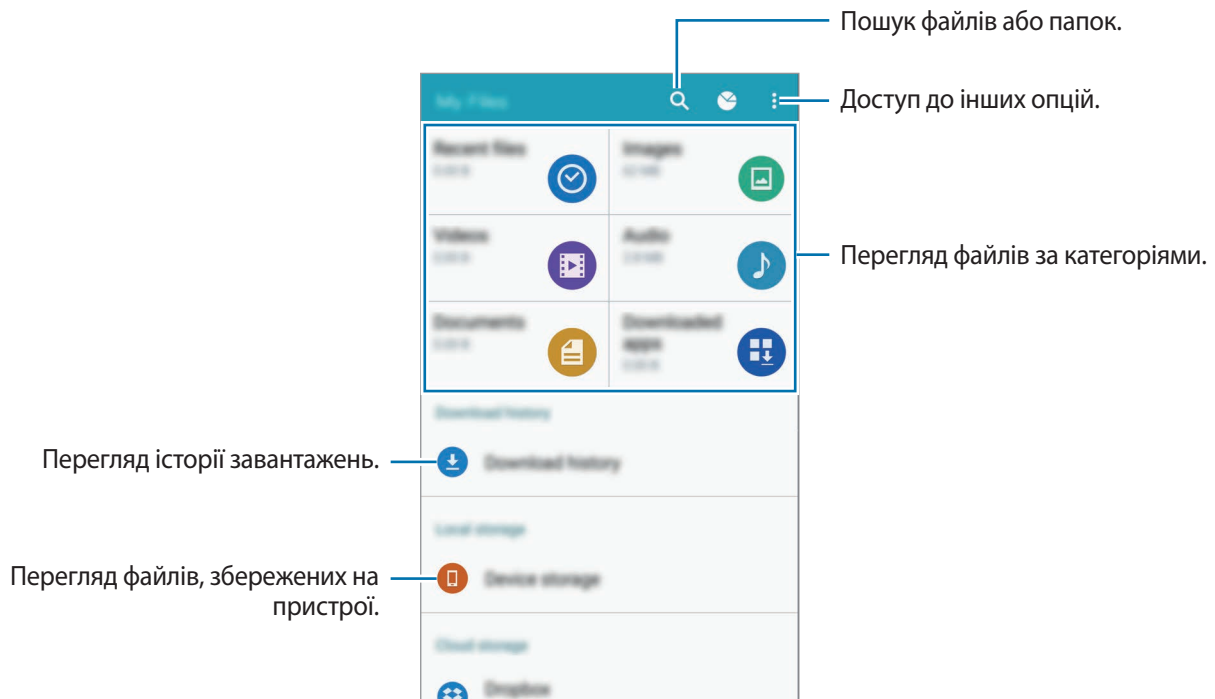 Пошук файлів або папок.
My Files
Доступ до інших опцій.
Recent files
Images
Videos
Audio
Перегляд файлів за категоріями.
Documents
Downloaded
apps
Download history
Перегляд історії завантажень.
Download history
Local storage
Перегляд файлів, збережених на
пристрої.
Device storage
Cloud storage
Dropbox